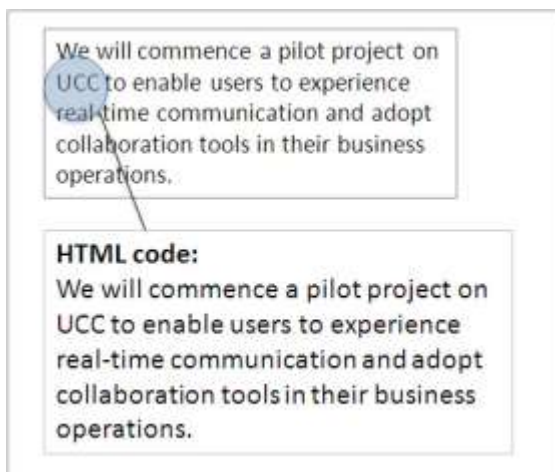 We will commence a pilot project on
UCC to enable users to experience
real-time communication and adopt
collaboration tools in their business
operations.
HTML code:
We will commence a pilot project on
UCC to enable users to experience
real-time communication and adopt
collaboration tools in their business
operations.